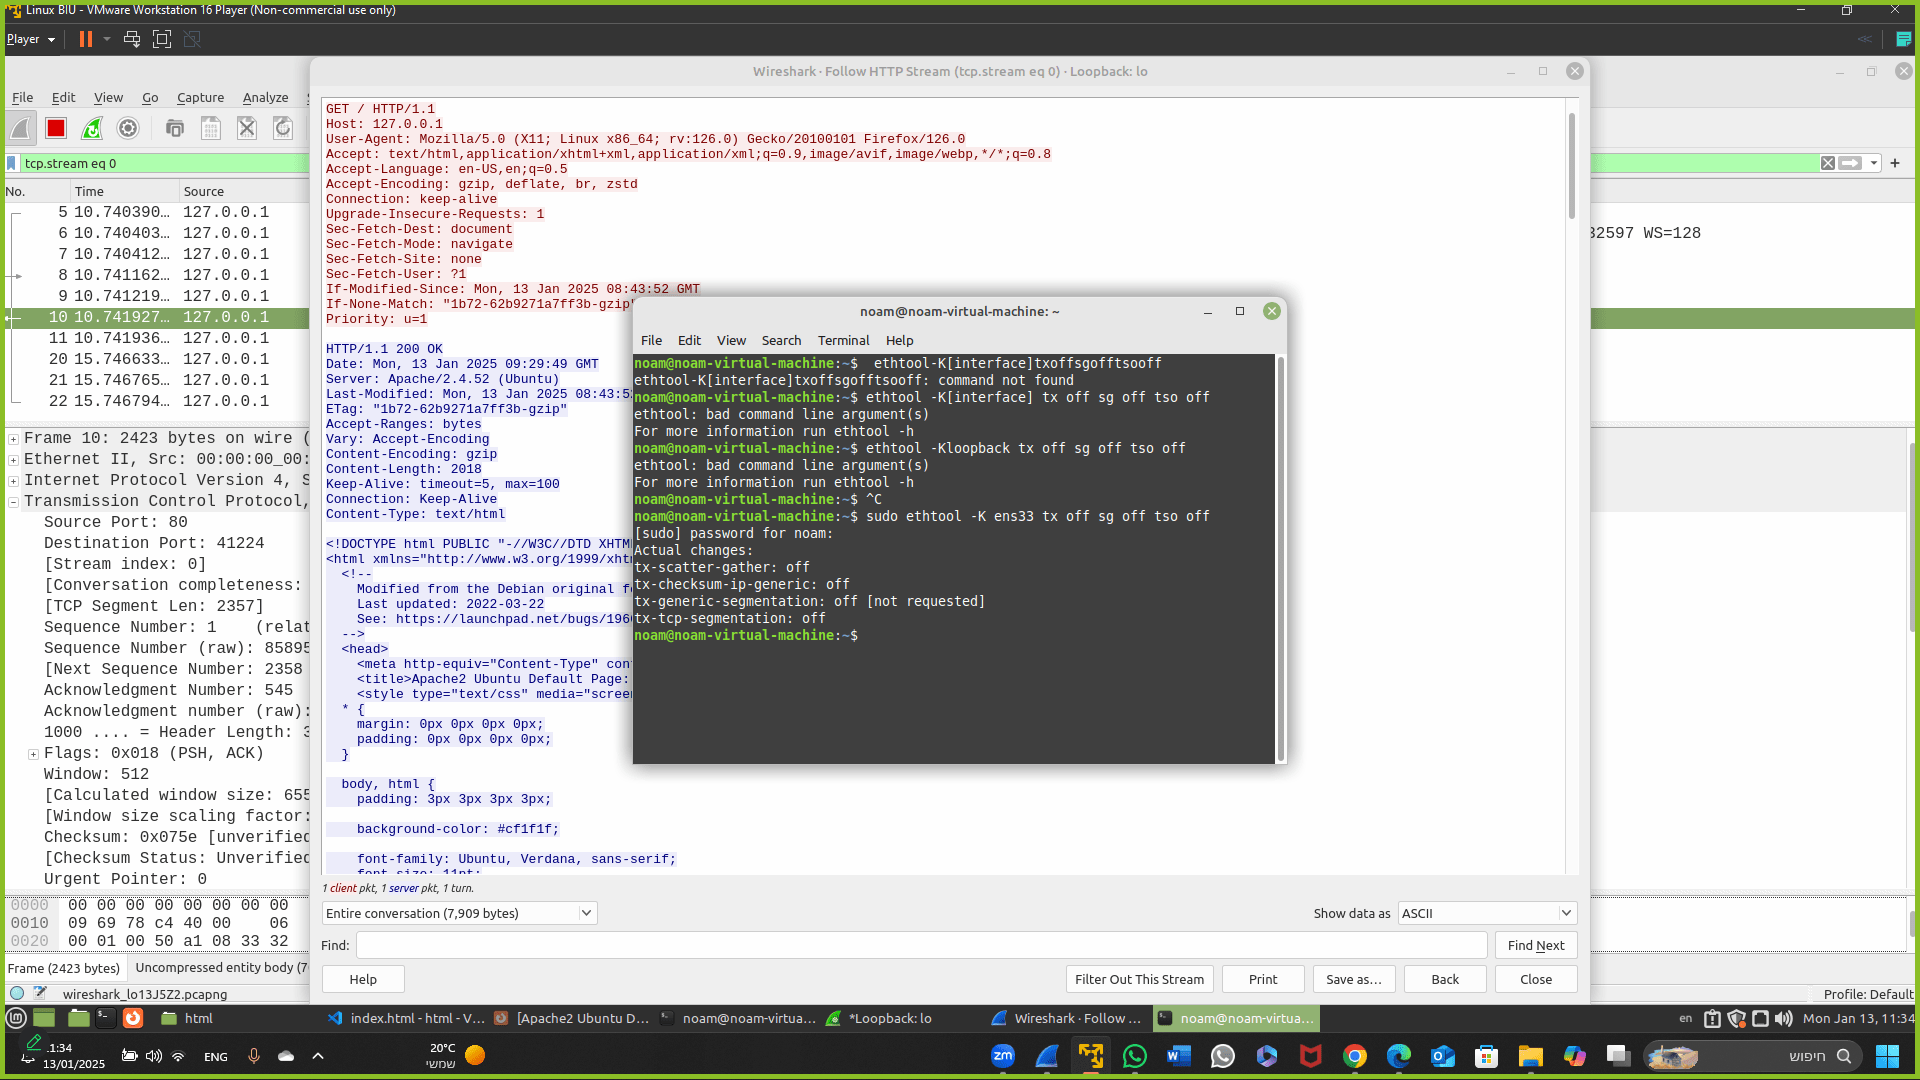 Linux BIU - VMware Workstation 16 Player (Non-commercial use only)
Player
Wireshark · Follow HTTP Stream (tcp.stream eq 0) · Loopback: lo
File Edit View Go Capture Analyze
tcp.stream eq 0
No. Time Source
5 10.740390… 127.0.0.1
6 10.740403… 127.0.0.1
32597 WS=128
7 10.740412… 127.0.0.1
8 10.741162… 127.0.0.1
9 10.741219… 127.0.0.1
10 10.741927… 127.0.0.1
11 10.741936… 127.0.0.1
20 15.746633… 127.0.0.1
21 15.746765… 127.0.0.1
22 15.746794… 127.0.0.1
Frame 10: 2423 bytes on wire (
Ethernet II, Src: 00:00:00_00:
Internet Protocol Version 4, S
Transmission Control Protocol,
Source Port: 80
Destination Port: 41224
[Stream index: 0]
[Conversation completeness:
[TCP Segment Len: 2357]
Sequence Number: 1    (relat
Sequence Number (raw): 85895
[Next Sequence Number: 2358
Acknowledgment Number: 545
Acknowledgment number (raw):
1000 .... = Header Length: 3
Flags: 0x018 (PSH, ACK)
Window: 512
[Calculated window size: 655
[Window size scaling factor:
Checksum: 0x075e [unverified
[Checksum Status: Unverified
Urgent Pointer: 0
0000 00 00 00 00 00 00 00
0010 09 69 78 c4 40 00 06
0020 00 01 00 50 a1 08 33 32
Frame (2423 bytes) Uncompressed entity body (7
wireshark_lo13J5Z2.pcapng
Profile: Default
GET / HTTP/1.1
Host: 127.0.0.1
User-Agent: Mozilla/5.0 (X11; Linux x86_64; rv:126.0) Gecko/20100101 Firefox/126.0
Accept: text/html,application/xhtml+xml,application/xml;q=0.9,image/avif,image/webp,*/*;q=0.8
Accept-Language: en-US,en;q=0.5
Accept-Encoding: gzip, deflate, br, zstd
Connection: keep-alive
Upgrade-Insecure-Requests: 1
Sec-Fetch-Dest: document
Sec-Fetch-Mode: navigate
Sec-Fetch-Site: none
Sec-Fetch-User: ?1
If-Modified-Since: Mon, 13 Jan 2025 08:43:52 GMT
If-None-Match: "1b72-62b9271a7ff3b-gzip"
Priority: u=1
HTTP/1.1 200 OK
Date: Mon, 13 Jan 2025 09:29:49 GMT
Server: Apache/2.4.52 (Ubuntu)
Last-Modified: Mon, 13 Jan 2025 08:43:52
ETag: "1b72-62b9271a7ff3b-gzip"
Accept-Ranges: bytes
Vary: Accept-Encoding
Content-Encoding: gzip
Content-Length: 2018
Keep-Alive: timeout=5, max=100
Connection: Keep-Alive
Content-Type: text/html
<!DOCTYPE html PUBLIC "-//W3C//DTD XHTM
<html xmlns="http://www.w3.org/1999/xht
<!--
Modified from the Debian original f
Last updated: 2022-03-22
See: https://launchpad.net/bugs/196
-->
<head>
<meta http-equiv="Content-Type" con
<title>Apache2 Ubuntu Default Page:
<style type="text/css" media="scree
* {
margin: 0px 0px 0px 0px;
padding: 0px 0px 0px 0px;
}
body, html {
padding: 3px 3px 3px 3px;
background-color: #cf1f1f;
font-family: Ubuntu, Verdana, sans-serif;
font-size: 11pt;
1 client pkt, 1 server pkt, 1 turn.
Entire conversation (7,909 bytes)
Show data as ASCII
Find:
Find Next
Help
Filter Out This Stream
Print
Save as…
Back
Close
noam@noam-virtual-machine: ~
File Edit View Search Terminal Help
noam@noam-virtual-machine:~$  ethtool-K[interface]txoffsgofftsooff
ethtool-K[interface]txoffsgofftsooff: command not found
noam@noam-virtual-machine:~$ ethtool -K[interface] tx off sg off tso off
ethtool: bad command line argument(s)
For more information run ethtool -h
noam@noam-virtual-machine:~$ ethtool -Kloopback tx off sg off tso off
ethtool: bad command line argument(s)
For more information run ethtool -h
noam@noam-virtual-machine:~$ ^C
noam@noam-virtual-machine:~$ sudo ethtool -K ens33 tx off sg off tso off
[sudo] password for noam:
Actual changes:
tx-scatter-gather: off
tx-checksum-ip-generic: off
tx-generic-segmentation: off [not requested]
tx-tcp-segmentation: off
noam@noam-virtual-machine:~$
html
index.html - html - V…
[Apache2 Ubuntu D…
noam@noam-virtua…
*Loopback: lo
Wireshark · Follow …
noam@noam-virtua…
en
Mon Jan 13, 11:34
11:34
13/01/2025
ENG
20°C
שמשי
zm
חיפוש